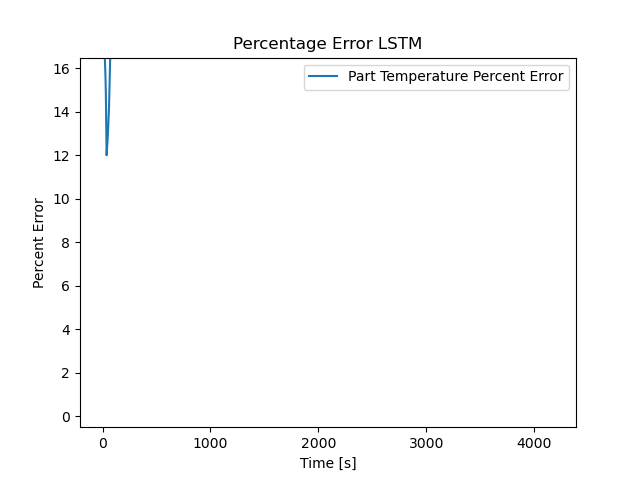 Percentage Error LSTM
Part Temperature Percent Error
16
14
12
10
8
6
4
2
0
Percent Error
0 1000 2000 3000 4000
Time [s]